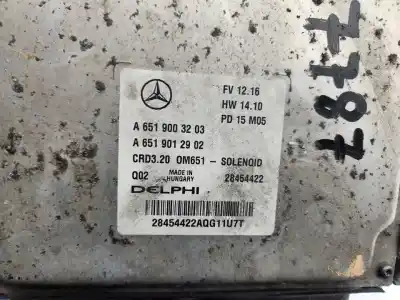 7787
FV 12.16
HW 14.10
PD 15 M05
A 651 900 32 03
A 651 901 29 02
CRD3.20 OM651 - SOLENOID
Q02 MADE IN HUNGARY 28454422
DELPHI
28454422AQG11U7T